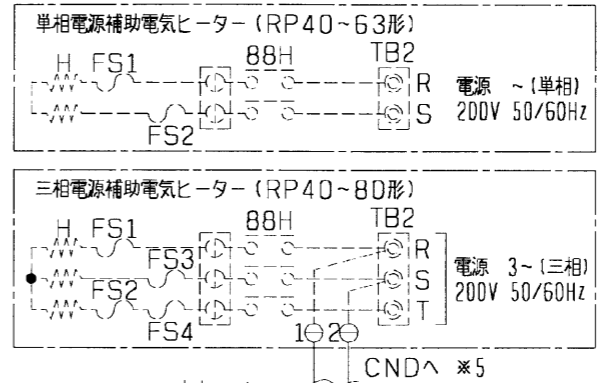 単相電源補助電気ヒーター(RP40~63形)
H FS1 88H TB2
R 電源 ~(単相)
S 200V 50/60Hz
FS2
三相電源補助電気ヒーター(RP40~80形)
H FS1 88H TB2
R
FS3 電源 3~(三相)
S
FS2 200V 50/60Hz
T
FS4 1 2
CNDへ ※5